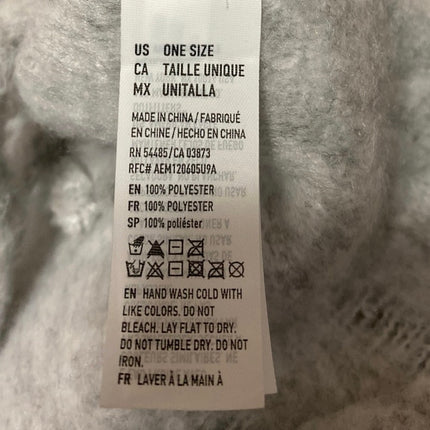 US ONE SIZE
CA TAILLE UNIQUE
MX UNITALLA
MADE IN CHINA / FABRIQUÉ
EN CHINE / HECHO EN CHINA
RN 54485/CA 03873
RFC# AEM120605U9A
EN 100% POLYESTER
FR 100% POLYESTER
SP 100% poliéster
EN HAND WASH COLD WITH
LIKE COLORS. DO NOT
BLEACH. LAY FLAT TO DRY.
DO NOT TUMBLE DRY. DO NOT
IRON.
FR LAVER À LA MAIN À